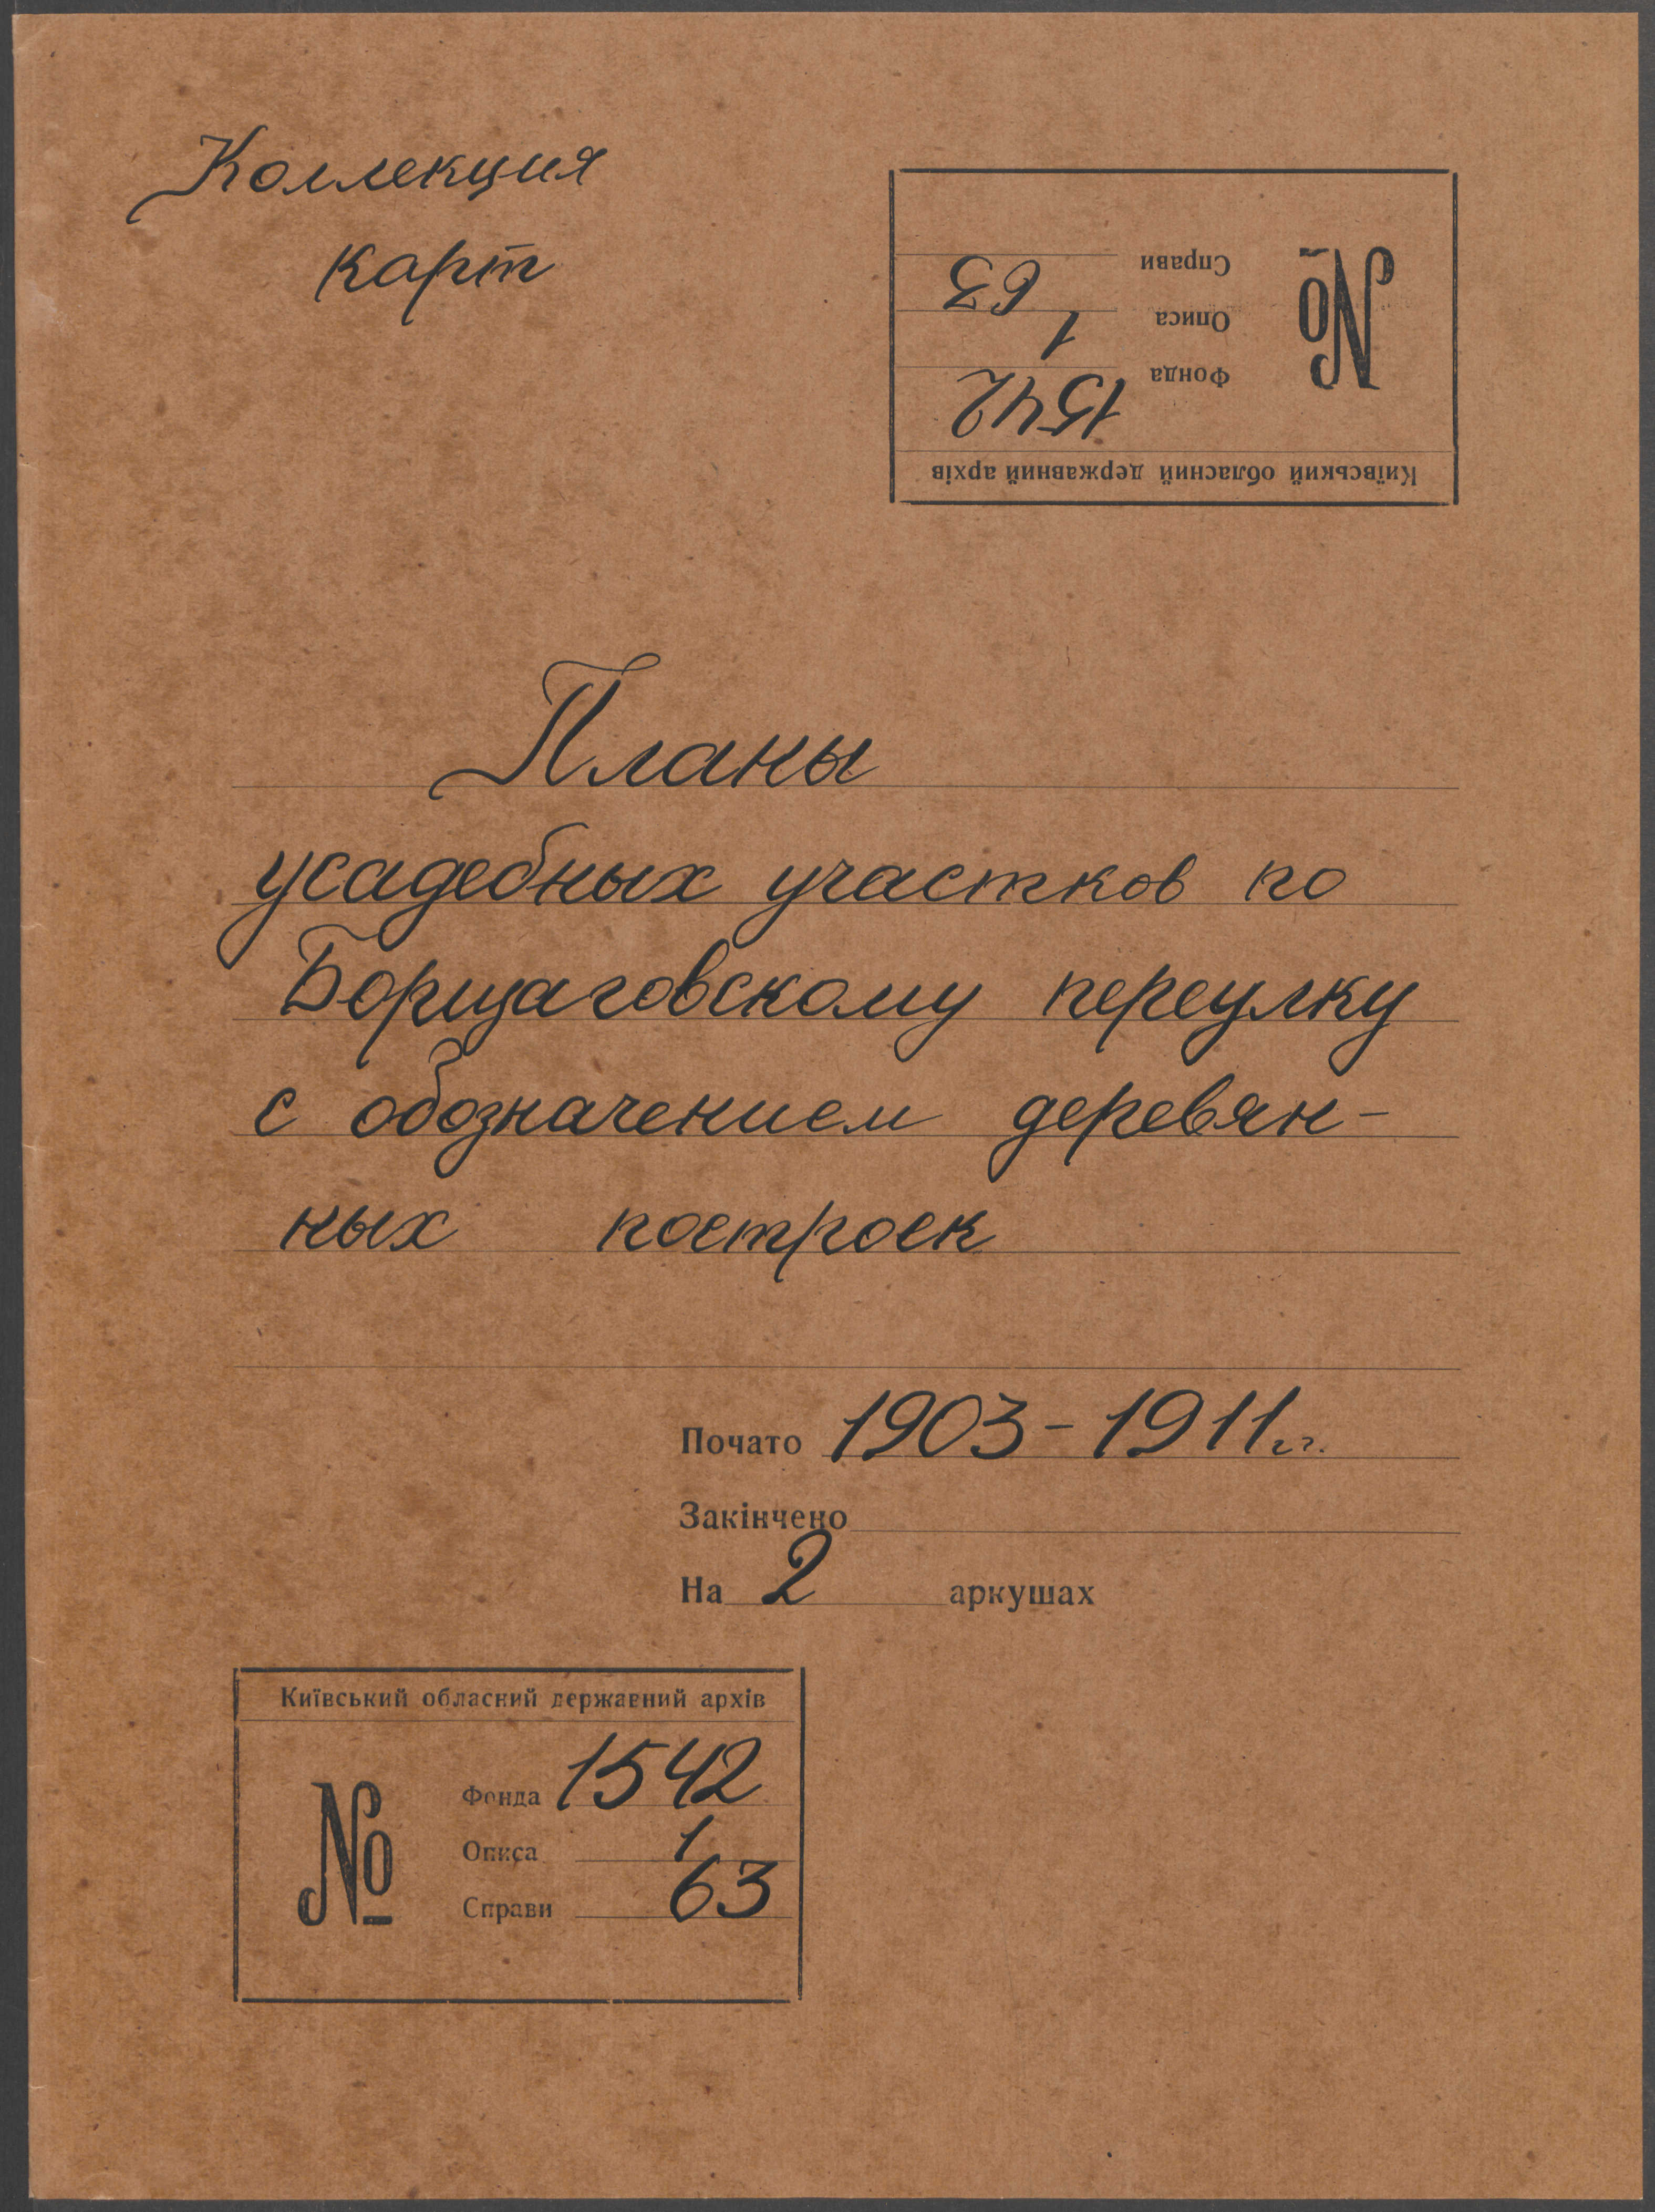 Коллекция
карт
Київський обласний державний архів
№
Фонда 1542
Описа 1
Справи 63
Планы
усадебных участков по
Борщаговскому переулку
с обозначением деревян-
ных построек
Почато 1903-1911 гг.
Закінчено
На 2 аркушах
Київський обласний державний архів
№
Фонда 1542
Описа 1
Справи 63